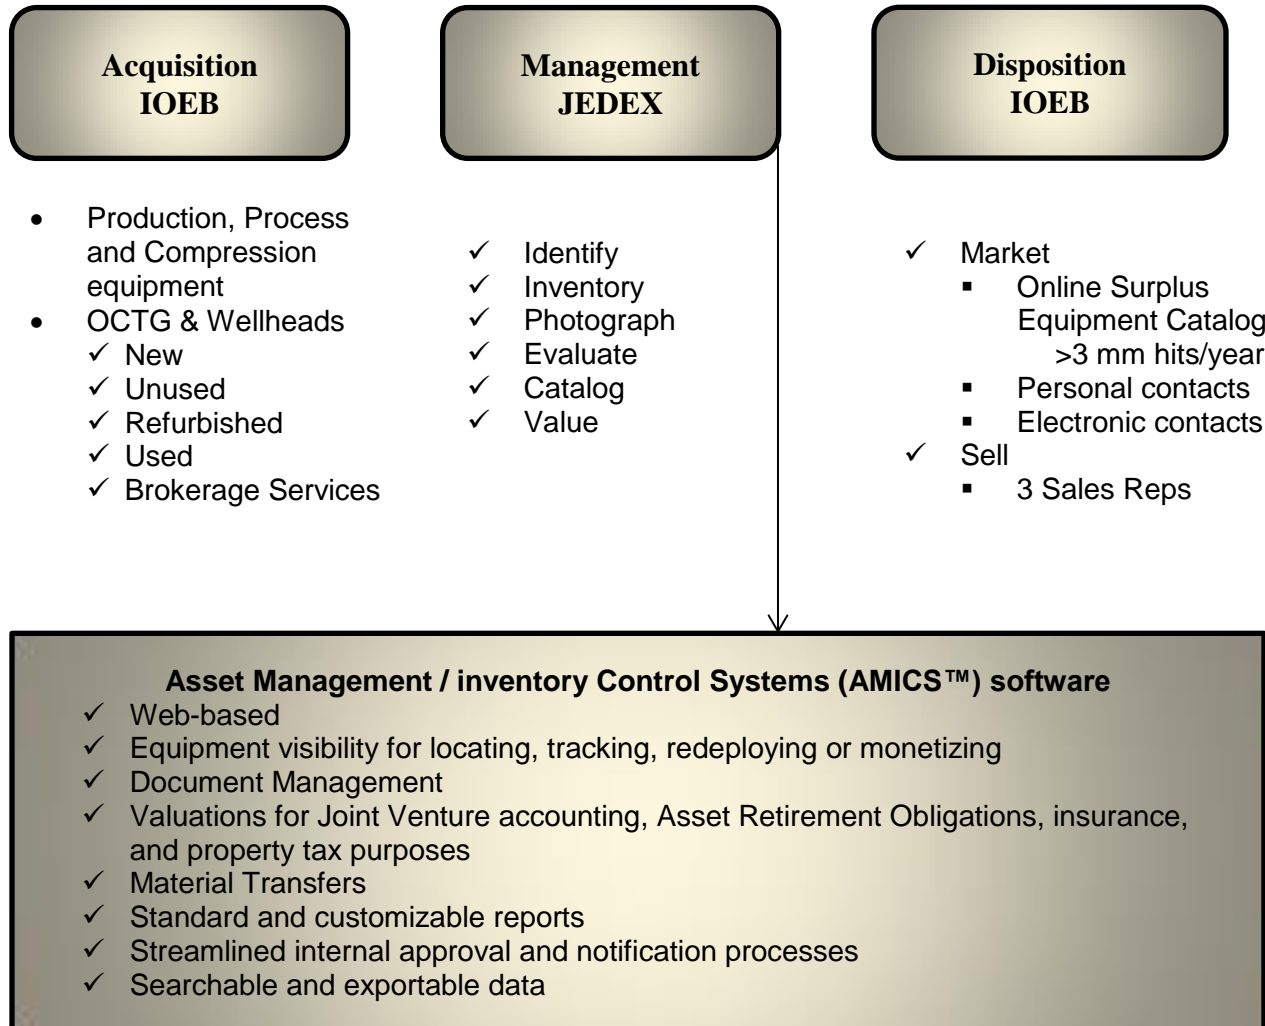 Acquisition
IOEB
Management
JEDEX
Disposition
IOEB
• Production, Process
and Compression
equipment
• OCTG & Wellheads
✓ New
✓ Unused
✓ Refurbished
✓ Used
✓ Brokerage Services
✓ Identify
✓ Inventory
✓ Photograph
✓ Evaluate
✓ Catalog
✓ Value
✓ Market
▪ Online Surplus
Equipment Catalog
>3 mm hits/year
▪ Personal contacts
▪ Electronic contacts
✓ Sell
▪ 3 Sales Reps
Asset Management / inventory Control Systems (AMICS™) software
✓ Web-based
✓ Equipment visibility for locating, tracking, redeploying or monetizing
✓ Document Management
✓ Valuations for Joint Venture accounting, Asset Retirement Obligations, insurance,
and property tax purposes
✓ Material Transfers
✓ Standard and customizable reports
✓ Streamlined internal approval and notification processes
✓ Searchable and exportable data